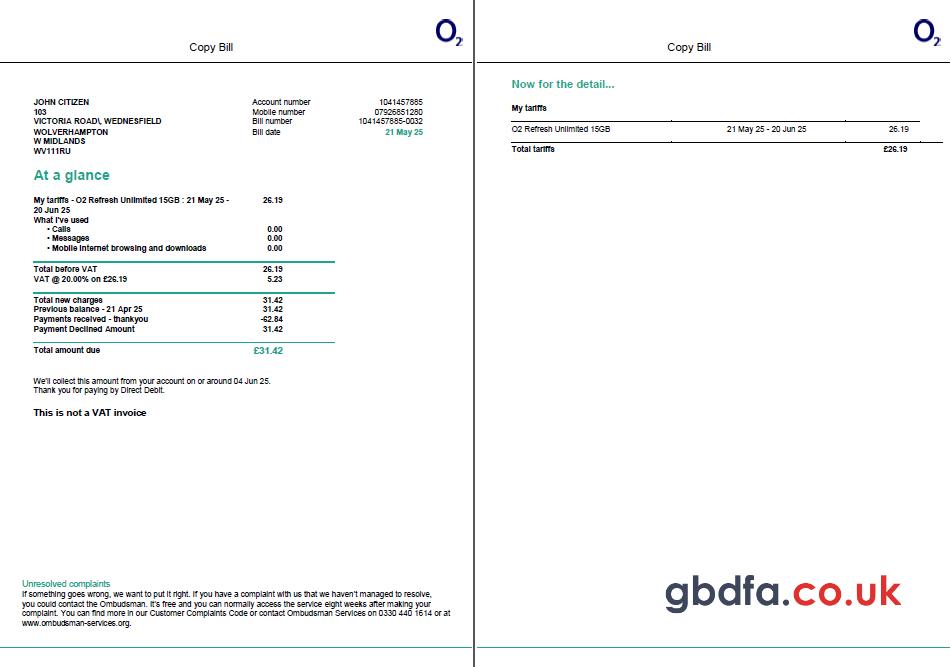 Copy Bill
O2
JOHN CITIZEN
103
VICTORIA ROAD\, WEDNESFIELD
WOLVERHAMPTON
W MIDLANDS
WV111RU
Account number 1041457885
Mobile number 07926851280
Bill number 1041457885-0032
Bill date 21 May 25
At a glance
My tariffs - O2 Refresh Unlimited 15GB : 21 May 25 - 26.19
20 Jun 25
What I've used
• Calls 0.00
• Messages 0.00
• Mobile Internet browsing and downloads 0.00
Total before VAT 26.19
VAT @ 20.00% on £26.19 5.23
Total new charges 31.42
Previous balance - 21 Apr 25 31.42
Payments received - thankyou -62.84
Payment Declined Amount 31.42
Total amount due £31.42
We'll collect this amount from your account on or around 04 Jun 25.
Thank you for paying by Direct Debit.
This is not a VAT invoice
Unresolved complaints
If something goes wrong, we want to put it right. If you have a complaint with us that we haven't managed to resolve,
you could contact the Ombudsman. It's free and you can normally access the service eight weeks after making your
complaint. You can find more in our Customer Complaints Code or contact Ombudsman Services on 0330 440 1614 or at
www.ombudsman-services.org.
Copy Bill
O2
Now for the detail...
My tariffs
O2 Refresh Unlimited 15GB 21 May 25 - 20 Jun 25 26.19
Total tariffs £26.19
gbdfa.co.uk